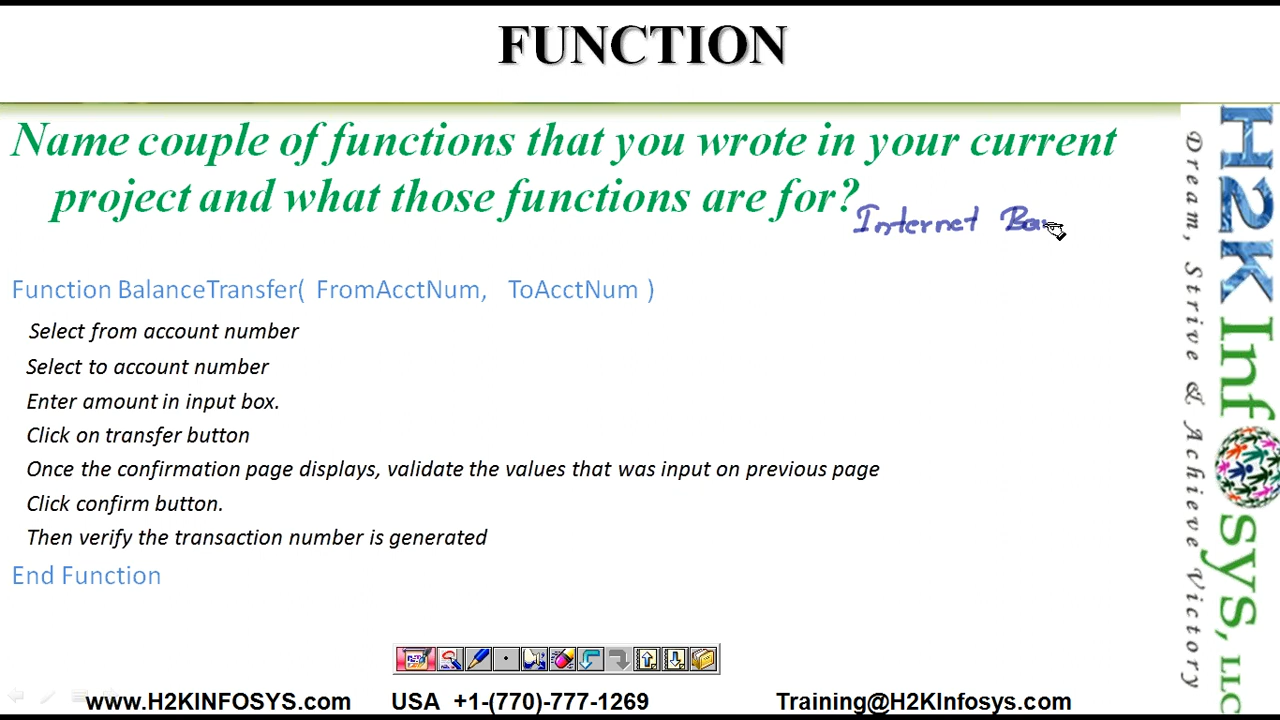 FUNCTION
Name couple of functions that you wrote in your current
project and what those functions are for?
Internet
Function BalanceTransfer( FromAcctNum, ToAcctNum )
Select from account number
Select to account number
Enter amount in input box.
Click on transfer button
Once the confirmation page displays, validate the values that was input on previous page
Click confirm button.
Then verify the transaction number is generated
End Function
www.H2KINFOSYS.com USA +1-(770)-777-1269 Training@H2KInfosys.com
Dream, Strive & Achieve Victory
H2K Infosys, LLC